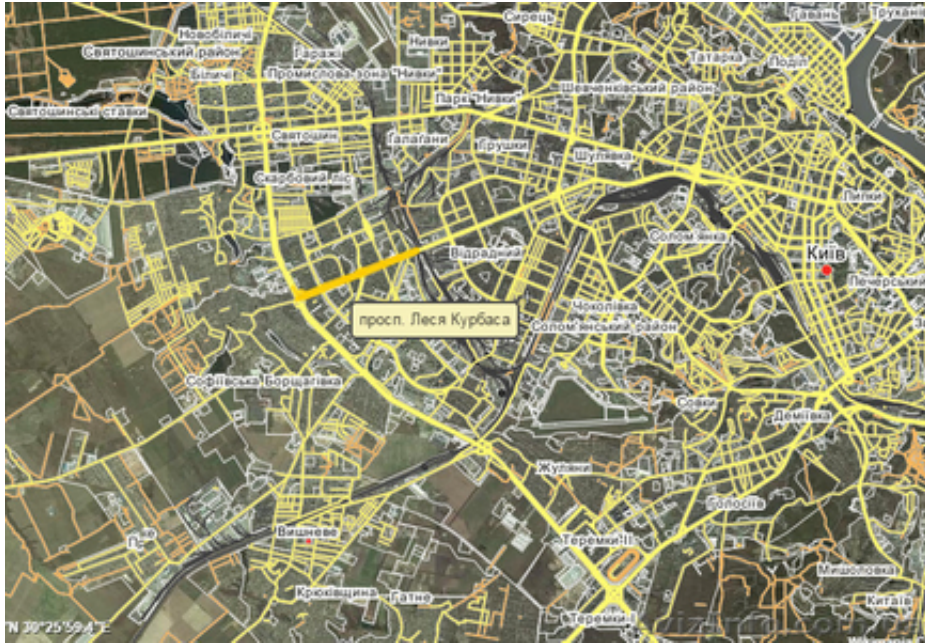 Сирець
Гавань
Новобіличі
Гаражі
Нивки
Татарка
Поділ
Святошинський район
Біличі
Промислова зона "Нивки"
Шевченківський район
Парк "Нивки"
Святошинські ставки
Святошин
Галагани
Грушки
Шулявка
Скарбовий ліс
Липки
Солом'янка
Відрадний
Київ
Печерський
просп. Леся Курбаса
Чоколівка
Солом'янський район
Софіївська Борщагівка
Совки
Деміївка
Жуляни
Голосіїв
Вишневе
Теремки-II
Мишоловка
Крюківщина
Гатне
Китаїв
Теремки-I